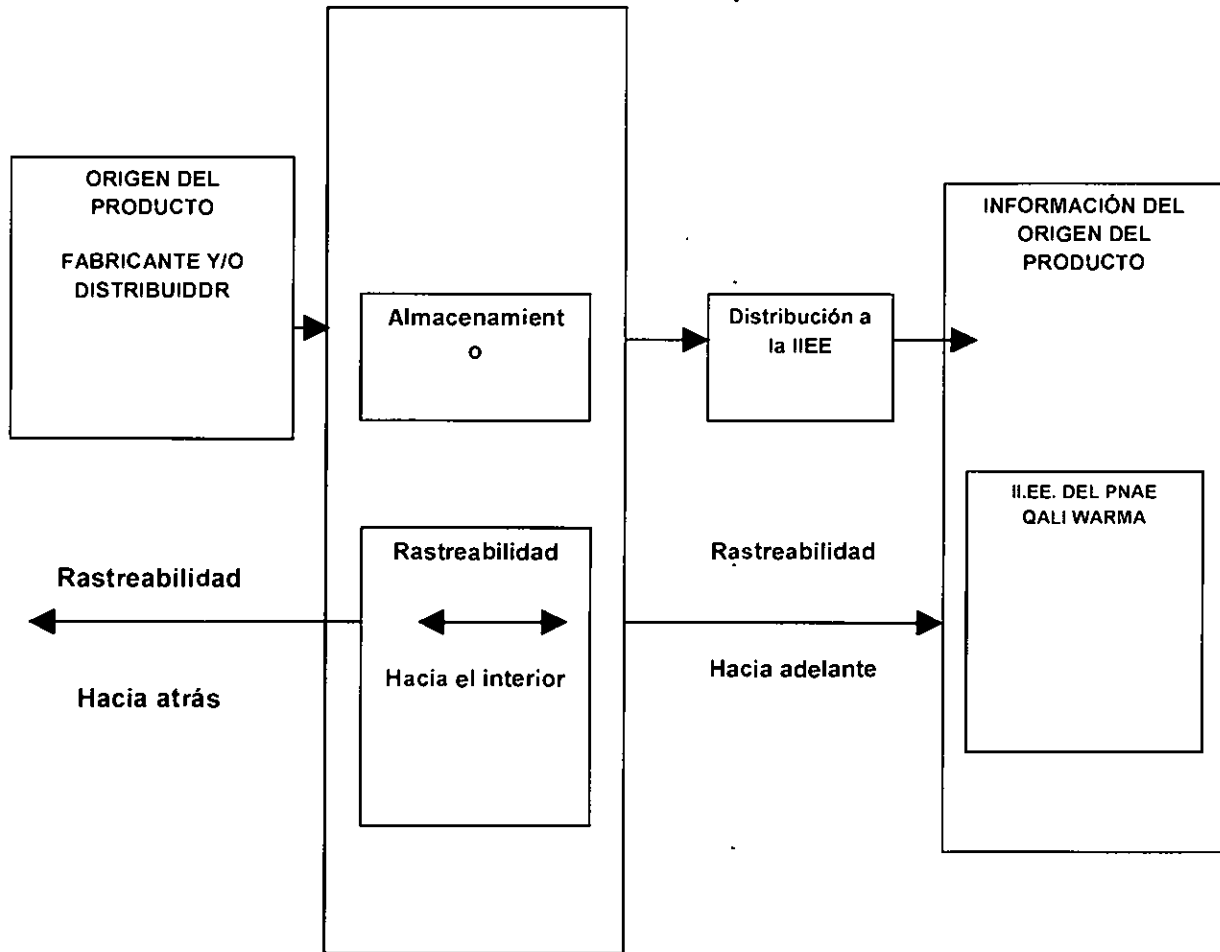 ORIGEN DEL
PRODUCTO
FABRICANTE Y/O
DISTRIBUIDDR
Almacenamient
o
Distribución a
la IIEE
INFORMACIÓN DEL
ORIGEN DEL
PRODUCTO
II.EE. DEL PNAE
QALI WARMA
Rastreabilidad
Hacia atrás
Rastreabilidad
Hacia el interior
Rastreabilidad
Hacia adelante